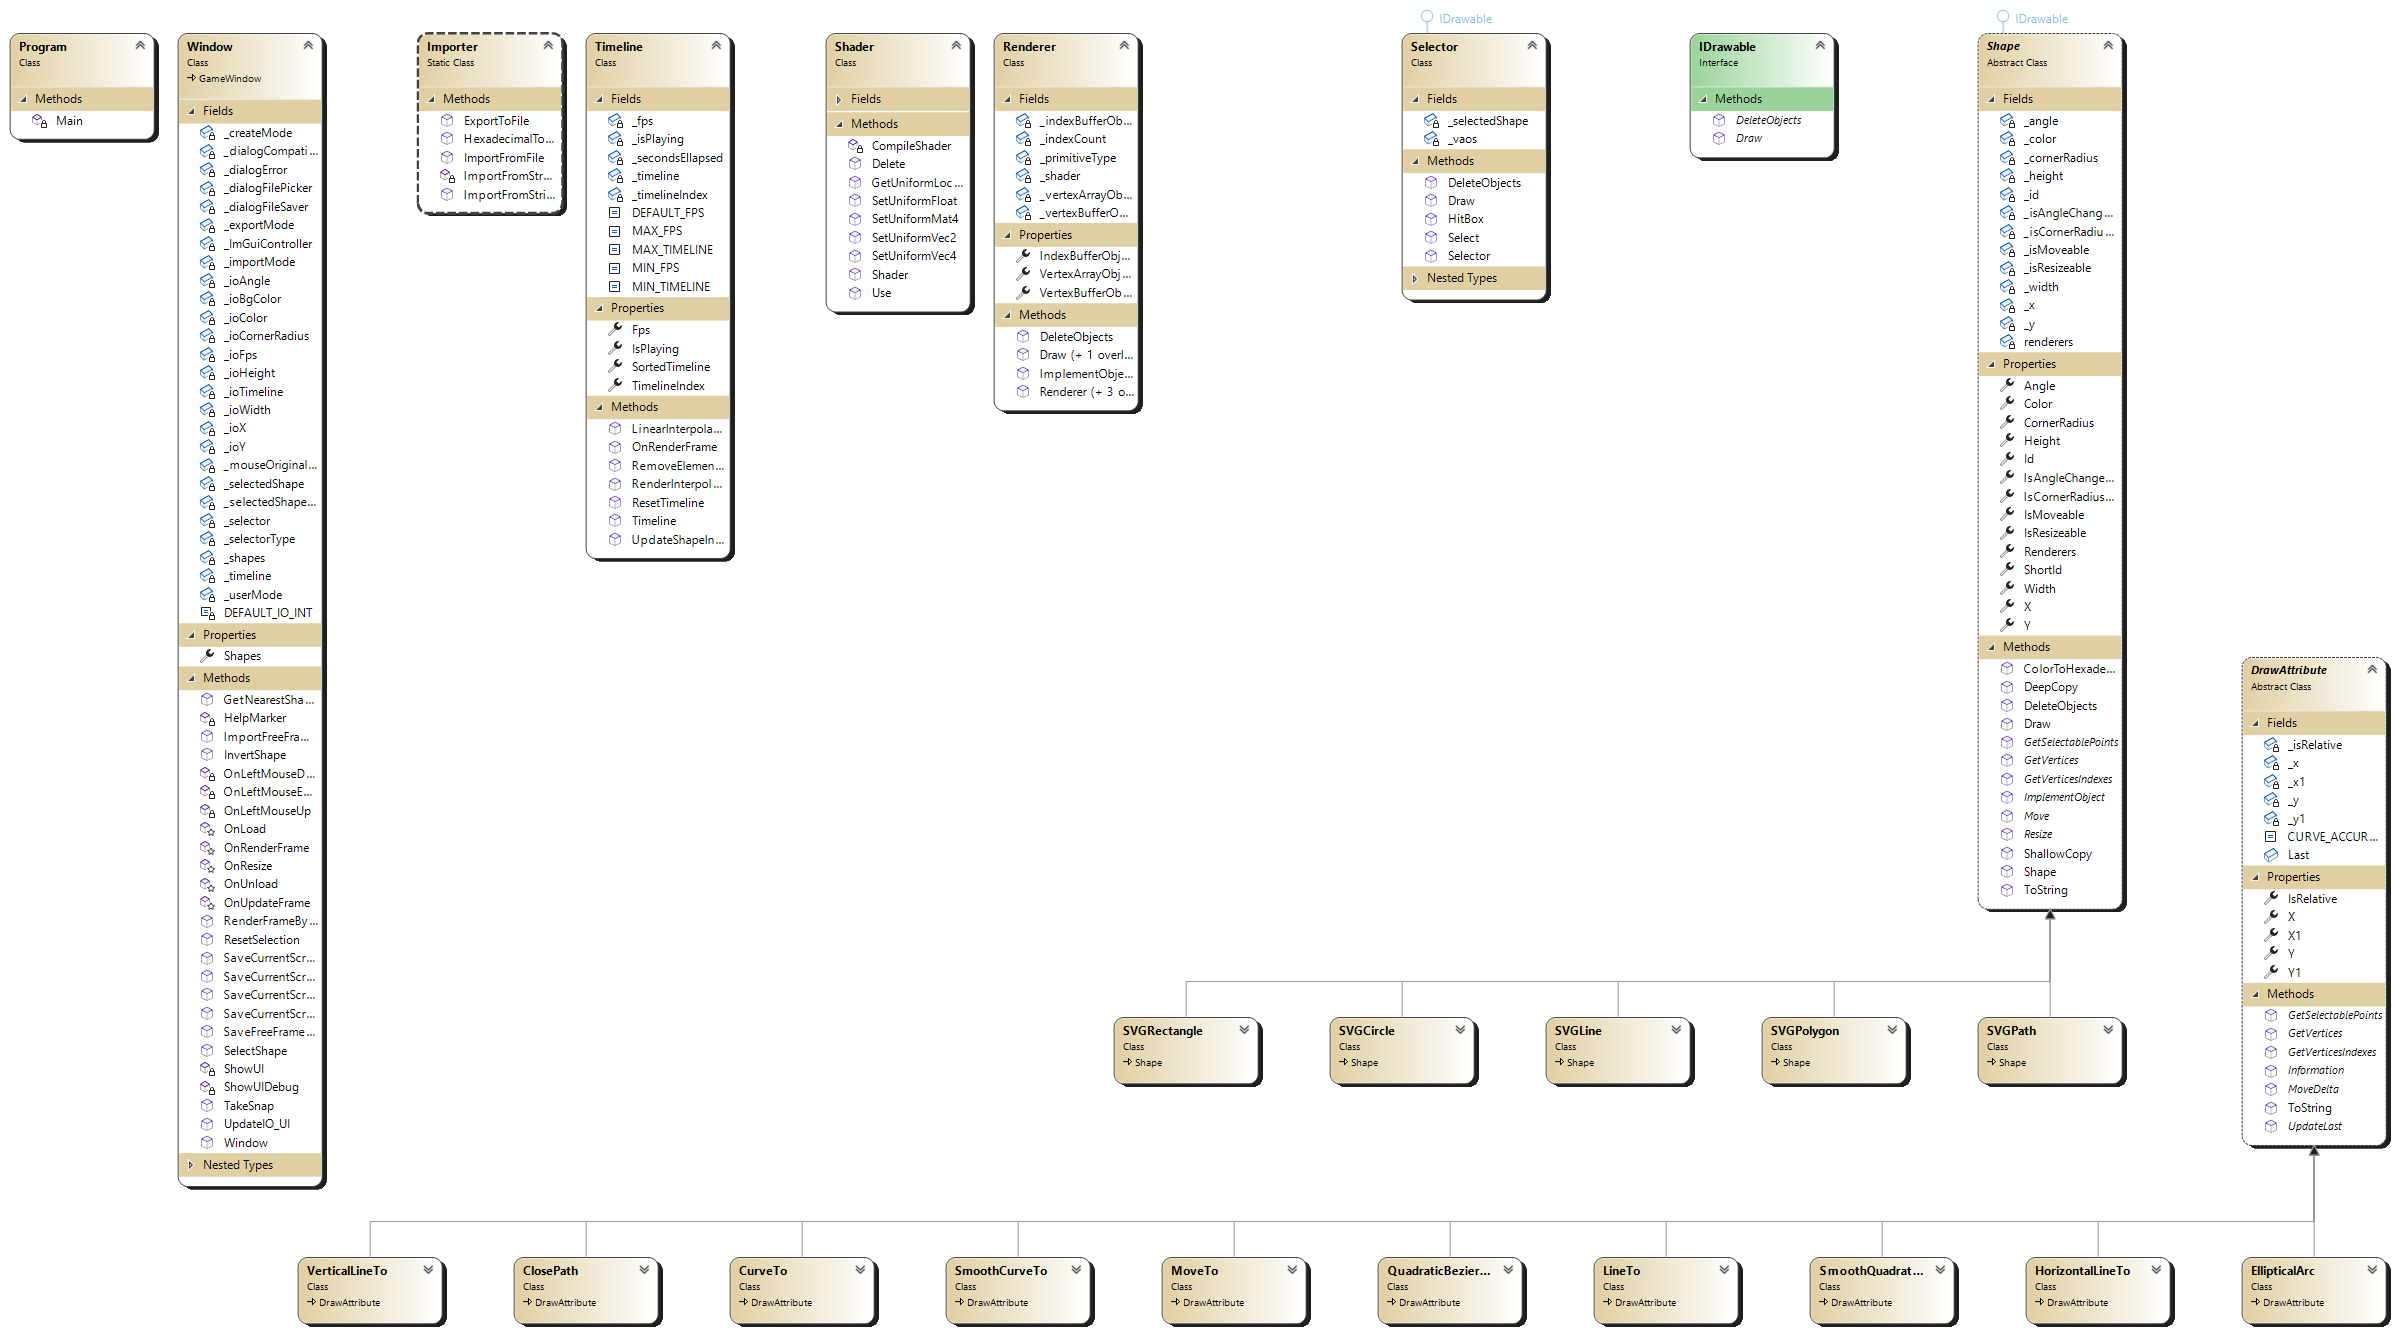 Program
Class
Methods
Main
Window
Class
GameWindow
Fields
_createMode
_dialogCompati...
_dialogError
_dialogFilePicker
_dialogFileSaver
_exportMode
_ImGuiController
_importMode
_ioAngle
_ioBgColor
_ioColor
_ioCornerRadius
_ioFps
_ioHeight
_ioTimeline
_ioWidth
_ioX
_ioY
_mouseOriginal...
_selectedShape
_selectedShape...
_selector
_selectorType
_shapes
_timeline
_userMode
DEFAULT_IO_INT
Properties
Shapes
Methods
GetNearestSha...
HelpMarker
ImportFreeFra...
InvertShape
OnLeftMouseD...
OnLeftMouseE...
OnLeftMouseUp
OnLoad
OnRenderFrame
OnResize
OnUnload
OnUpdateFrame
RenderFrameBy...
ResetSelection
SaveCurrentScr...
SaveCurrentScr...
SaveCurrentScr...
SaveCurrentScr...
SaveFreeFrame...
SelectShape
ShowUI
ShowUIDebug
TakeSnap
UpdateIO_UI
Window
Nested Types
Importer
Static Class
Methods
ExportToFile
HexadecimalTo...
ImportFromFile
ImportFromStr...
ImportFromStri...
Timeline
Class
Fields
_fps
_isPlaying
_secondsEllapsed
_timeline
_timelineIndex
DEFAULT_FPS
MAX_FPS
MAX_TIMELINE
MIN_FPS
MIN_TIMELINE
Properties
Fps
IsPlaying
SortedTimeline
TimelineIndex
Methods
LinearInterpola...
OnRenderFrame
RemoveElemen...
RenderInterpol...
ResetTimeline
Timeline
UpdateShapeIn...
Shader
Class
Fields
Methods
CompileShader
Delete
GetUniformLoc...
SetUniformFloat
SetUniformMat4
SetUniformVec2
SetUniformVec4
Shader
Use
Renderer
Class
Fields
_indexBufferOb...
_indexCount
_primitiveType
_shader
_vertexArrayOb...
_vertexBufferO...
Properties
IndexBufferObj...
VertexArrayObj...
VertexBufferOb...
Methods
DeleteObjects
Draw (+ 1 overl...
ImplementObje...
Renderer (+ 3 o...
IDrawable
Selector
Class
Fields
_selectedShape
_vaos
Methods
DeleteObjects
Draw
HitBox
Select
Selector
Nested Types
IDrawable
Interface
Methods
DeleteObjects
Draw
IDrawable
Shape
Abstract Class
Fields
_angle
_color
_cornerRadius
_height
_id
_isAngleChang...
_isCornerRadiu...
_isMoveable
_isResizeable
_width
_x
_y
renderers
Properties
Angle
Color
CornerRadius
Height
Id
IsAngleChange...
IsCornerRadius...
IsMoveable
IsResizeable
Renderers
ShortId
Width
X
Y
Methods
ColorToHexade...
DeepCopy
DeleteObjects
Draw
GetSelectablePoints
GetVertices
GetVerticesIndexes
ImplementObject
Move
Resize
ShallowCopy
Shape
ToString
DrawAttribute
Abstract Class
Fields
_isRelative
_x
_x1
_y
_y1
CURVE_ACCUR...
Last
Properties
IsRelative
X
X1
Y
Y1
Methods
GetSelectablePoints
GetVertices
GetVerticesIndexes
Information
MoveDelta
ToString
UpdateLast
SVGRectangle
Class
Shape
SVGCircle
Class
Shape
SVGLine
Class
Shape
SVGPolygon
Class
Shape
SVGPath
Class
Shape
VerticalLineTo
Class
DrawAttribute
ClosePath
Class
DrawAttribute
CurveTo
Class
DrawAttribute
SmoothCurveTo
Class
DrawAttribute
MoveTo
Class
DrawAttribute
QuadraticBezier...
Class
DrawAttribute
LineTo
Class
DrawAttribute
SmoothQuadrat...
Class
DrawAttribute
HorizontalLineTo
Class
DrawAttribute
EllipticalArc
Class
DrawAttribute